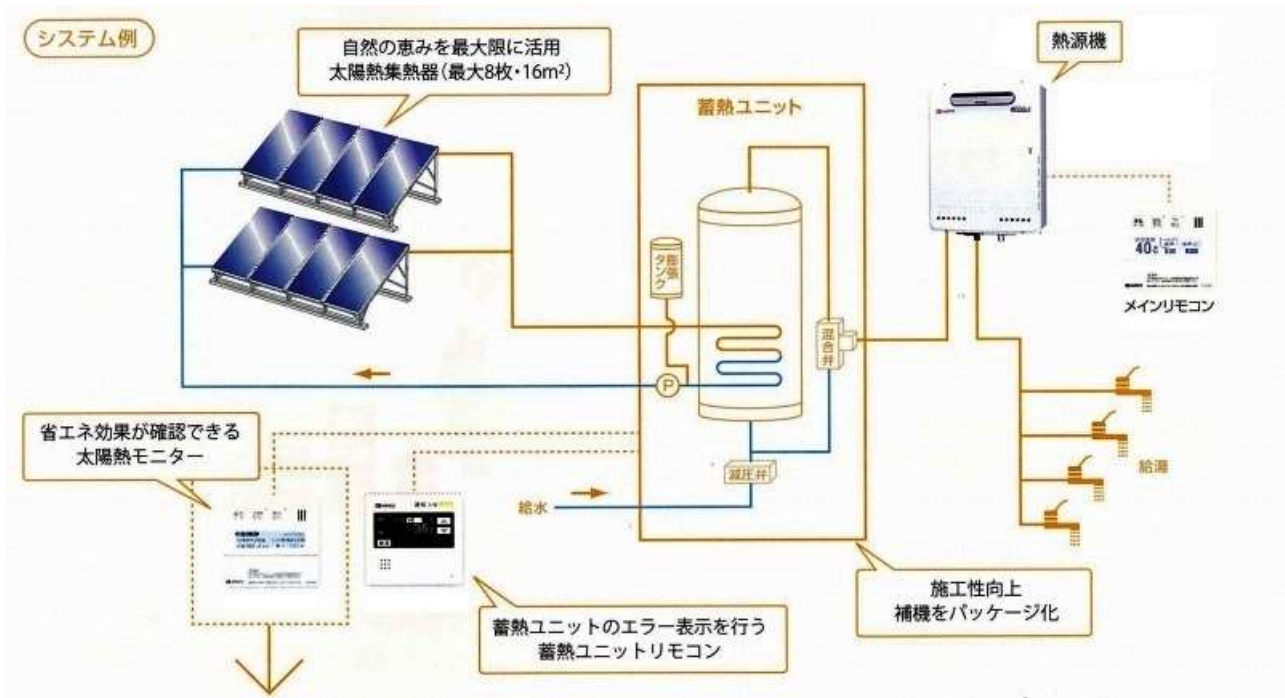 システム例
自然の恵みを最大限に活用
太陽熱集熱器(最大8枚・16m²)
熱源機
蓄熱ユニット
膨張
タンク
混合弁
P
40℃
メインリモコン
省エネ効果が確認できる
太陽熱モニター
減圧弁
給水
給湯
蓄熱ユニットのエラー表示を行う
蓄熱ユニットリモコン
施工性向上
補機をパッケージ化